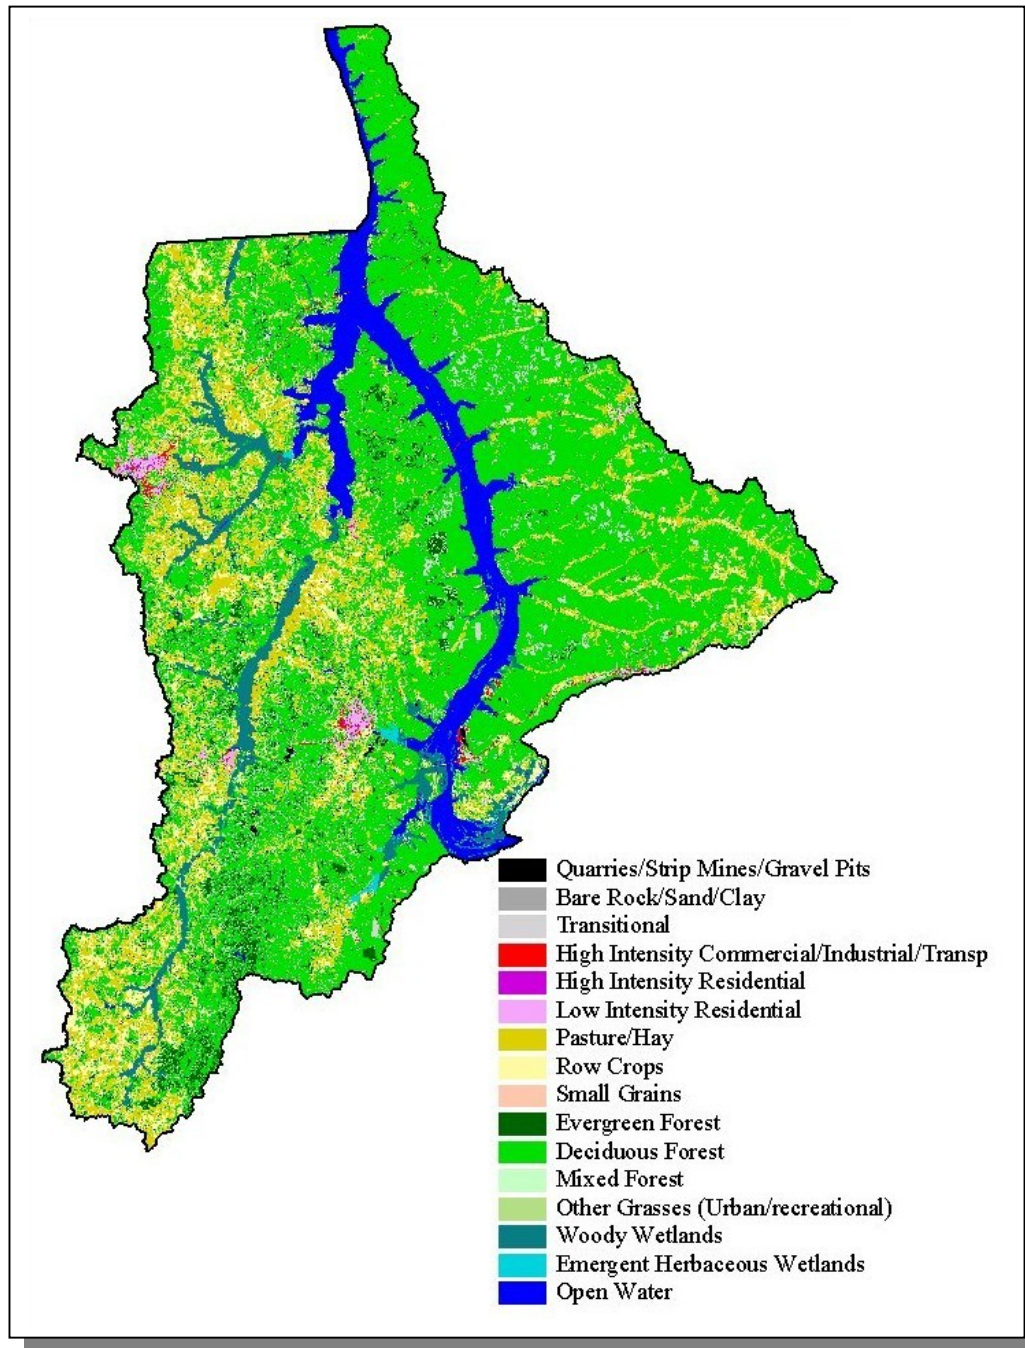 Quarries/Strip Mines/Gravel Pits
Bare Rock/Sand/Clay
Transitional
High Intensity Commercial/Industrial/Transp
High Intensity Residential
Low Intensity Residential
Pasture/Hay
Row Crops
Small Grains
Evergreen Forest
Deciduous Forest
Mixed Forest
Other Grasses (Urban/recreational)
Woody Wetlands
Emergent Herbaceous Wetlands
Open Water